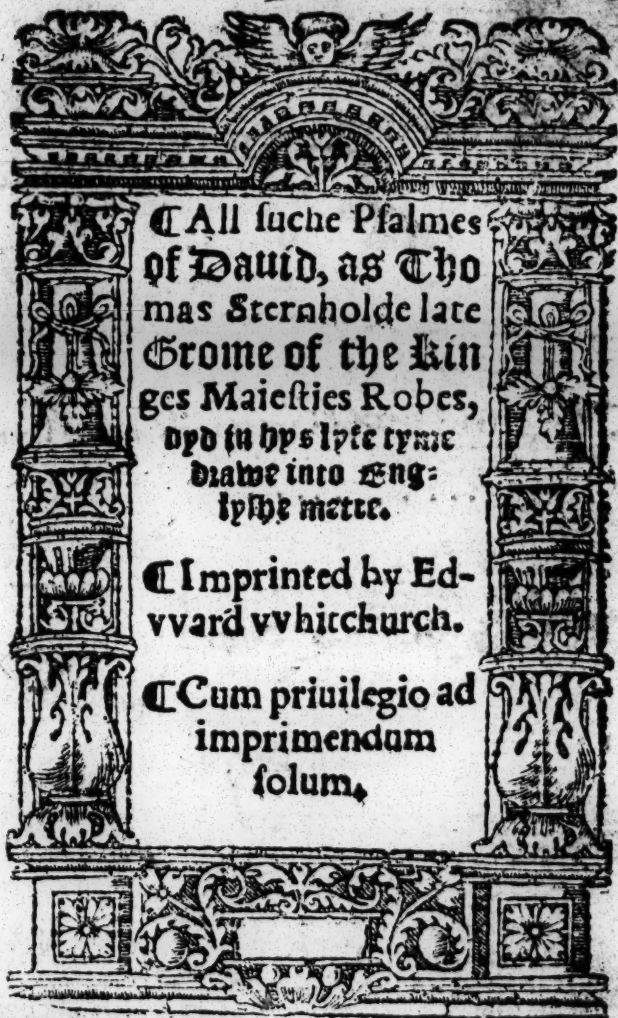 ¶All ſuche Pſalmes
of Dauid, as Tho
mas Sternholde late
Grome of the kin
ges Maieſties Robes,
dyd in hys lyfe tyme
drawe into Eng⸗
lyſhe metre.
¶Imprinted by Ed-
vvard vvhitchurch.
¶Cum priuilegio ad
imprimendum
ſolum.